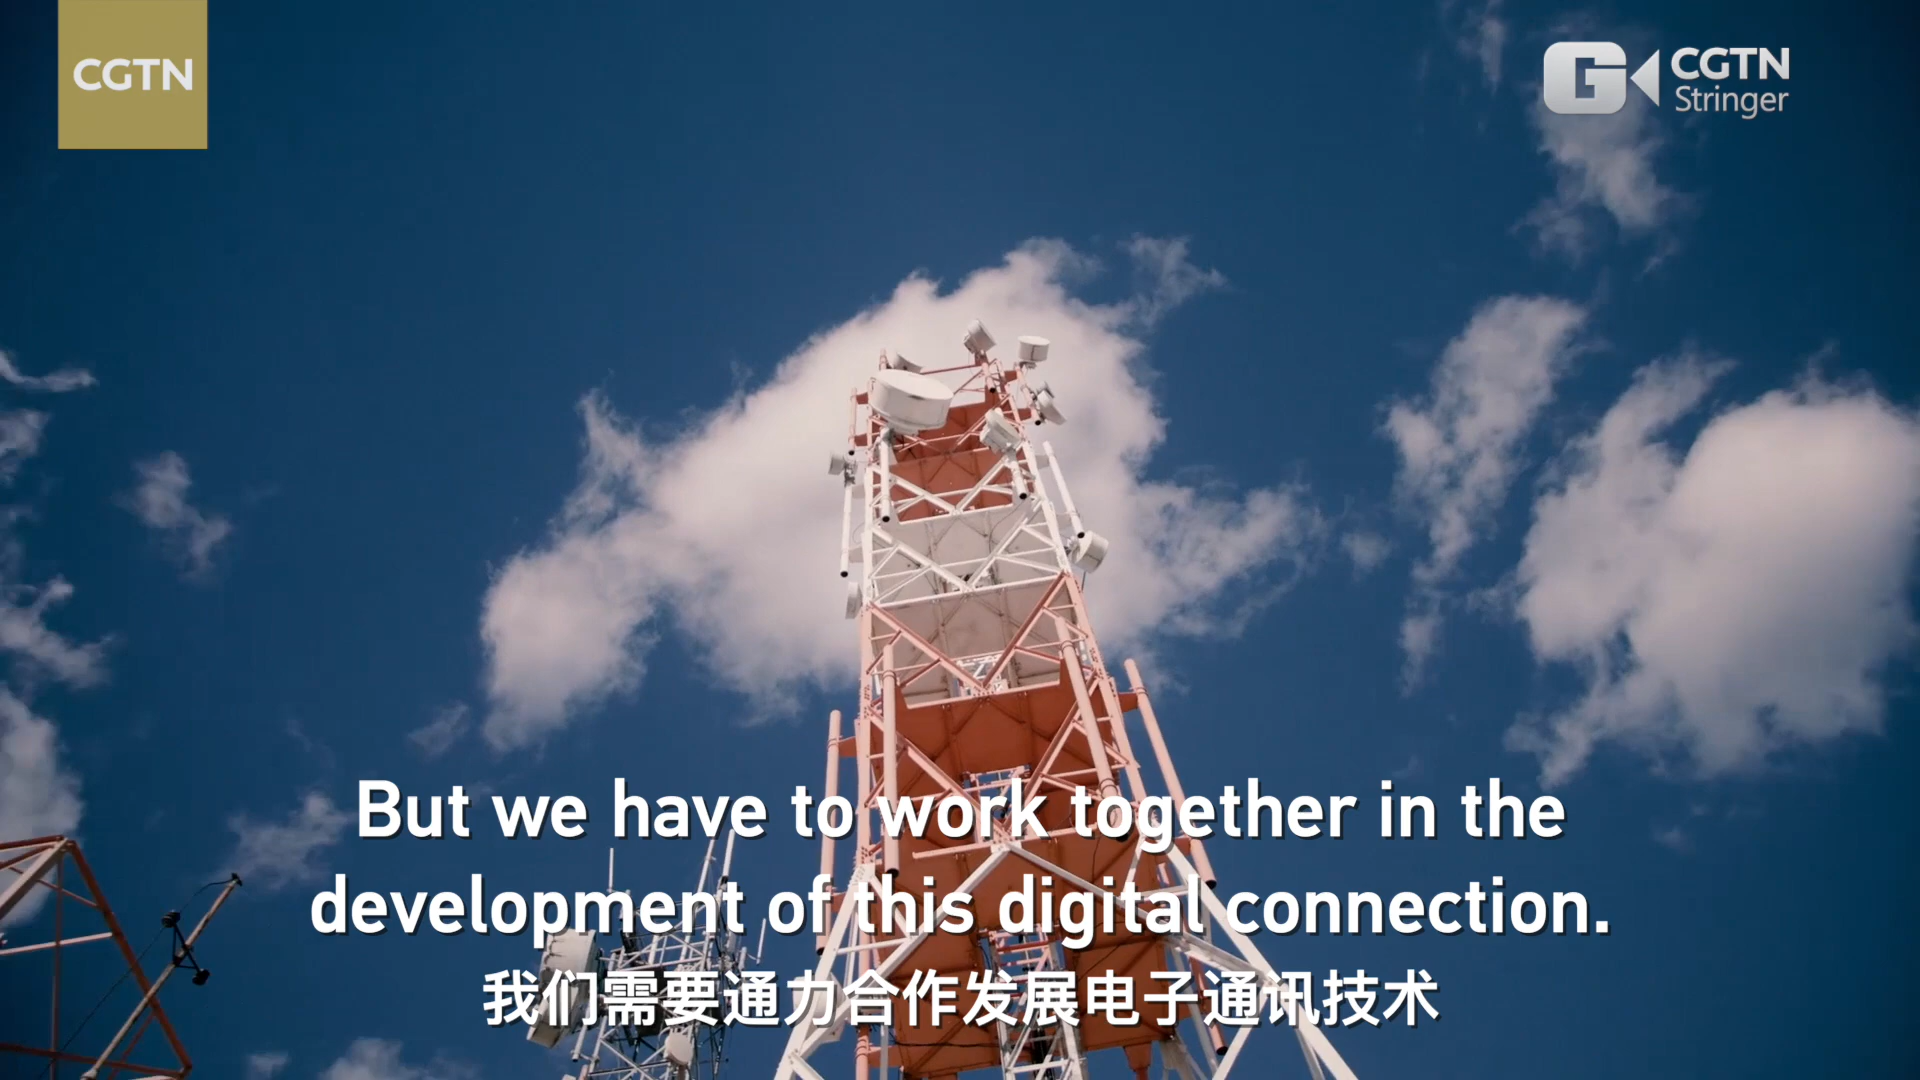 CGTN
CGTN
Stringer
But we have to work together in the
development of this digital connection.
我们需要通力合作发展电子通讯技术